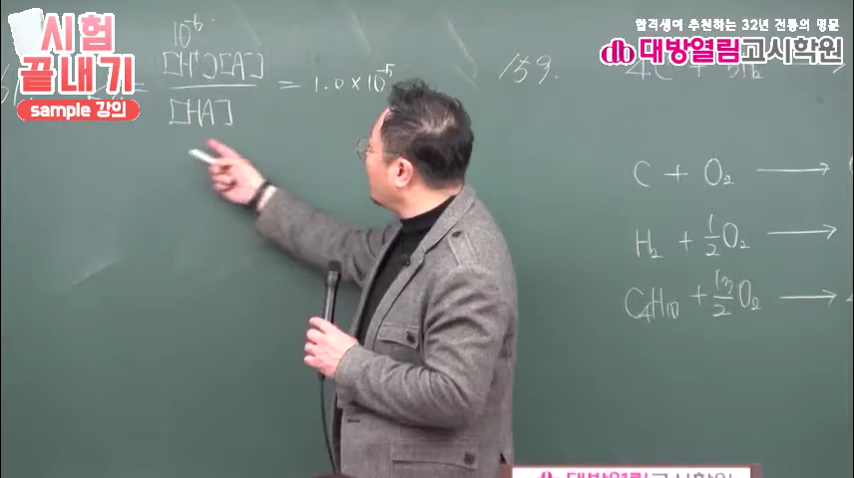 시험
끝내기
sample 강의
합격생이 추천하는 32년 전통의 명문
대방열림고시학원
10⁻⁶
= [H⁺][A⁻] / [HA] = 1.0 × 10⁻⁵
159.
C + O₂ ⟶
H₂ + ½O₂ ⟶
C₄H₁₀ + 13/2 O₂ ⟶
대방열림고시학원